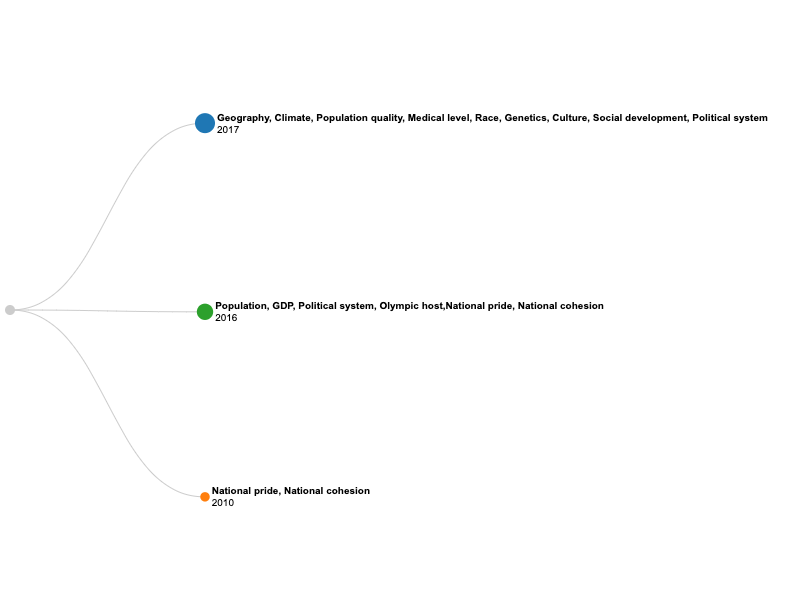 Geography, Climate, Population quality, Medical level, Race, Genetics, Culture, Social development, Political system
2017
Population, GDP, Political system, Olympic host,National pride, National cohesion
2016
National pride, National cohesion
2010